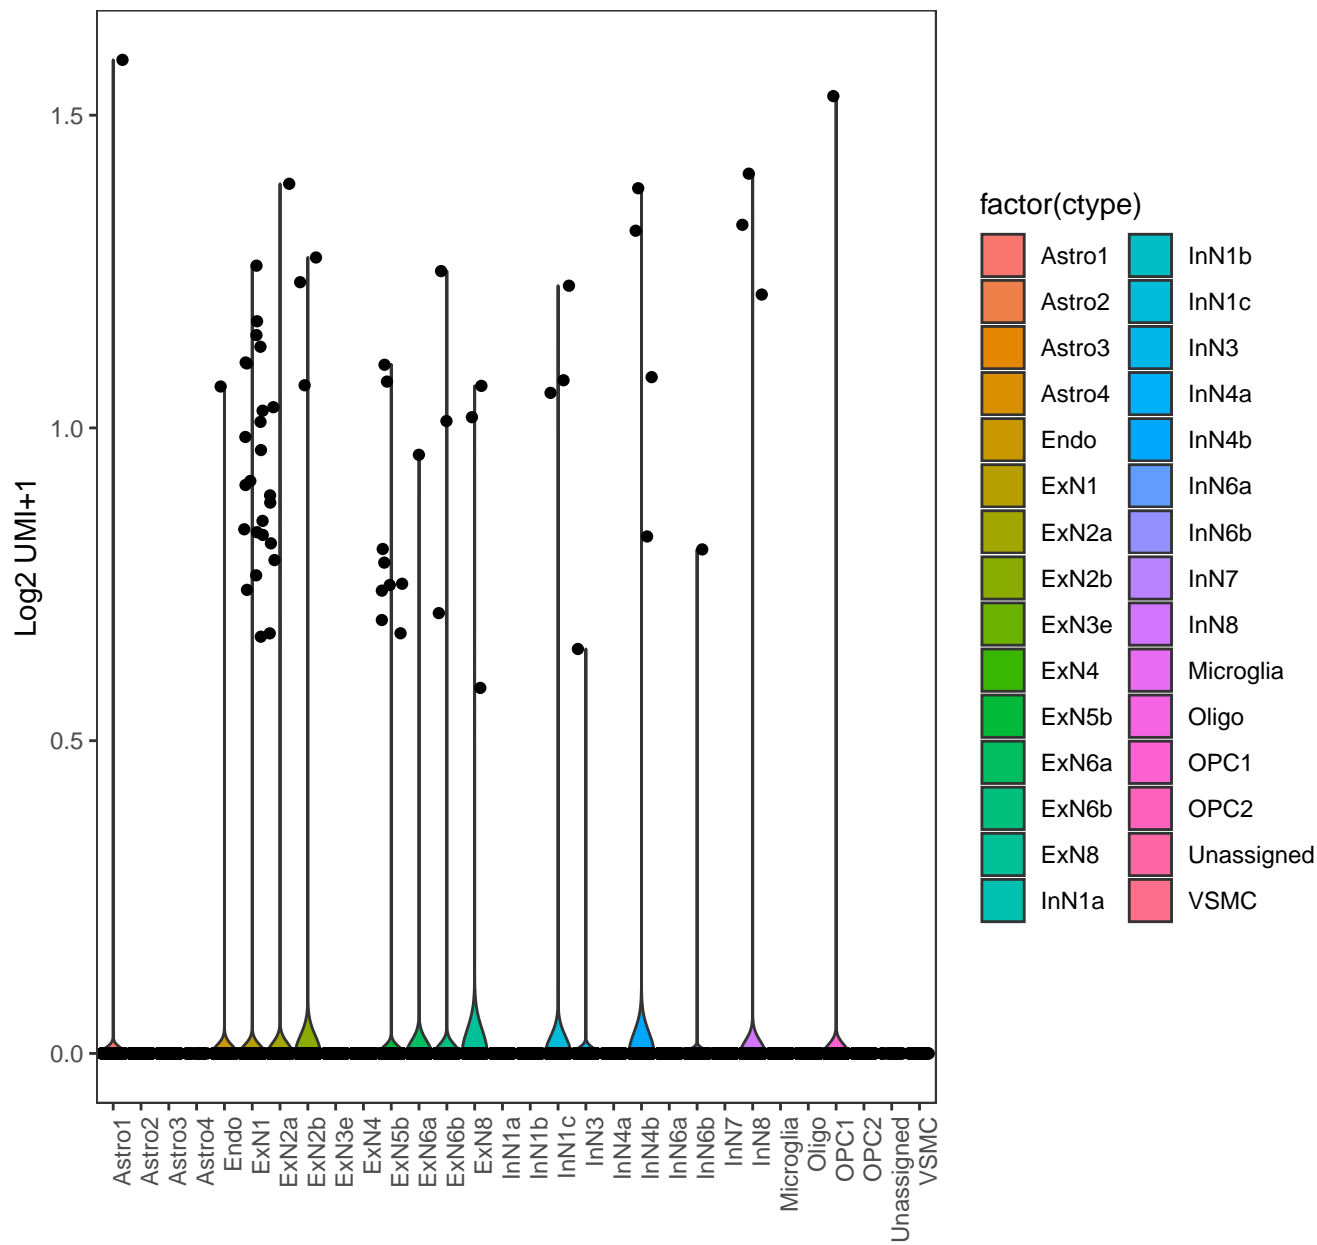 Log2 UMI+1
1.5
1.0
0.5
0.0
Astro1
Astro2
Astro3
Astro4
Endo
ExN1
ExN2a
ExN2b
ExN3e
ExN4
ExN5b
ExN6a
ExN6b
ExN8
InN1a
InN1b
InN1c
InN3
InN4a
InN4b
InN6a
InN6b
InN7
InN8
Microglia
Oligo
OPC1
OPC2
Unassigned
VSMC
factor(ctype)
Astro1
Astro2
Astro3
Astro4
Endo
ExN1
ExN2a
ExN2b
ExN3e
ExN4
ExN5b
ExN6a
ExN6b
ExN8
InN1a
InN1b
InN1c
InN3
InN4a
InN4b
InN6a
InN6b
InN7
InN8
Microglia
Oligo
OPC1
OPC2
Unassigned
VSMC